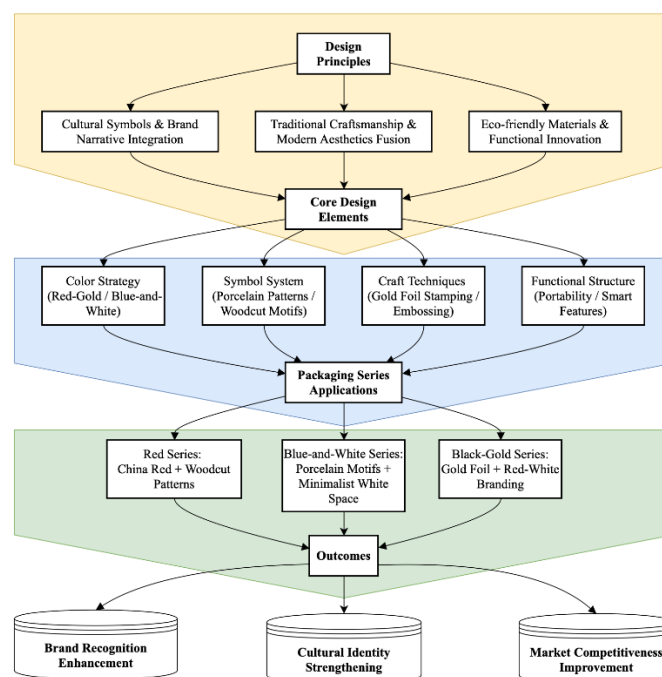 Design
Principles
Cultural Symbols & Brand
Narrative Integration
Traditional Craftsmanship &
Modern Aesthetics Fusion
Eco-friendly Materials &
Functional Innovation
Core Design
Elements
Color Strategy
(Red-Gold / Blue-and-
White)
Symbol System
(Porcelain Patterns /
Woodcut Motifs)
Craft Techniques
(Gold Foil Stamping /
Embossing)
Functional Structure
(Portability / Smart
Features)
Packaging Series
Applications
Red Series:
China Red + Woodcut
Patterns
Blue-and-White Series:
Porcelain Motifs +
Minimalist White
Space
Black-Gold Series:
Gold Foil + Red-White
Branding
Outcomes
Brand Recognition
Enhancement
Cultural Identity
Strengthening
Market Competitiveness
Improvement